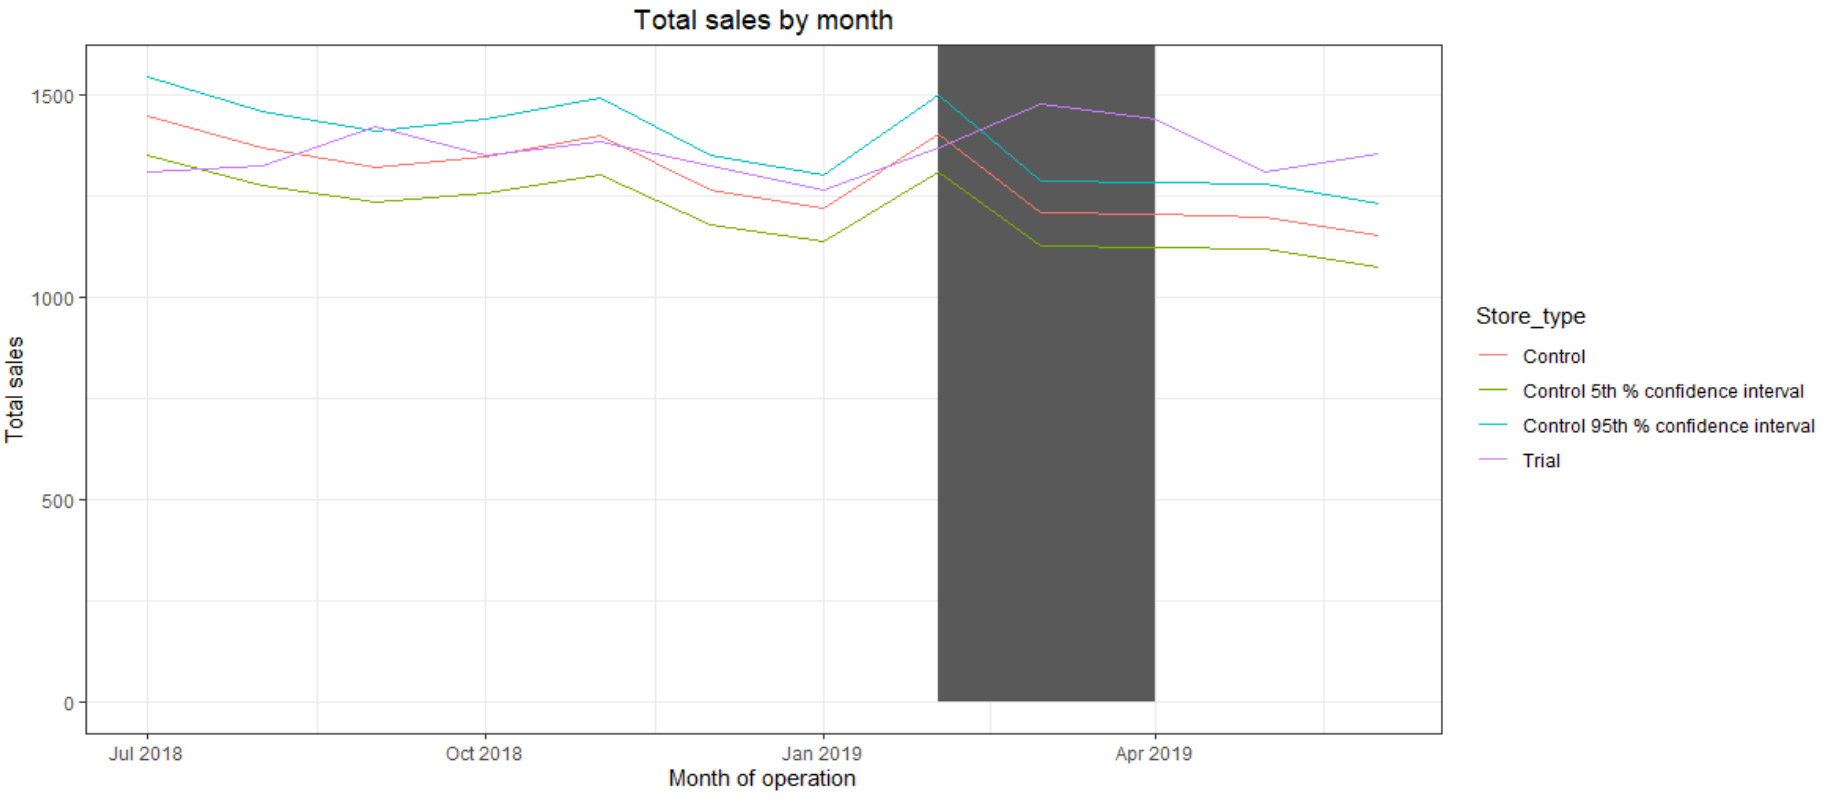 Total sales by month
1500
1000
500
0
Total sales
Jul 2018
Oct 2018
Jan 2019
Apr 2019
Month of operation
Store_type
Control
Control 5th % confidence interval
Control 95th % confidence interval
Trial